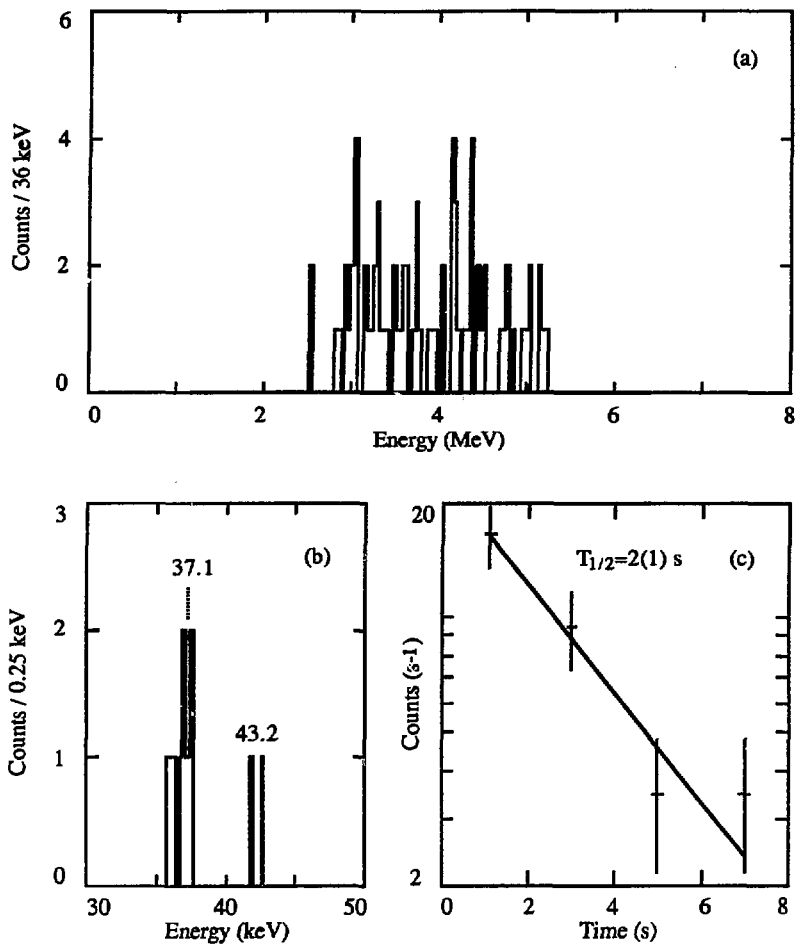 6
(a)
4
Counts / 36 keV
2
0
0 2 4 6 8
Energy (MeV)
3
(b)
37.1
2
Counts / 0.25 keV
43.2
1
0
30 40 50
Energy (keV)
20
T1/2=2(1) s (c)
Counts (s-1)
2
0 2 4 6 8
Time (s)